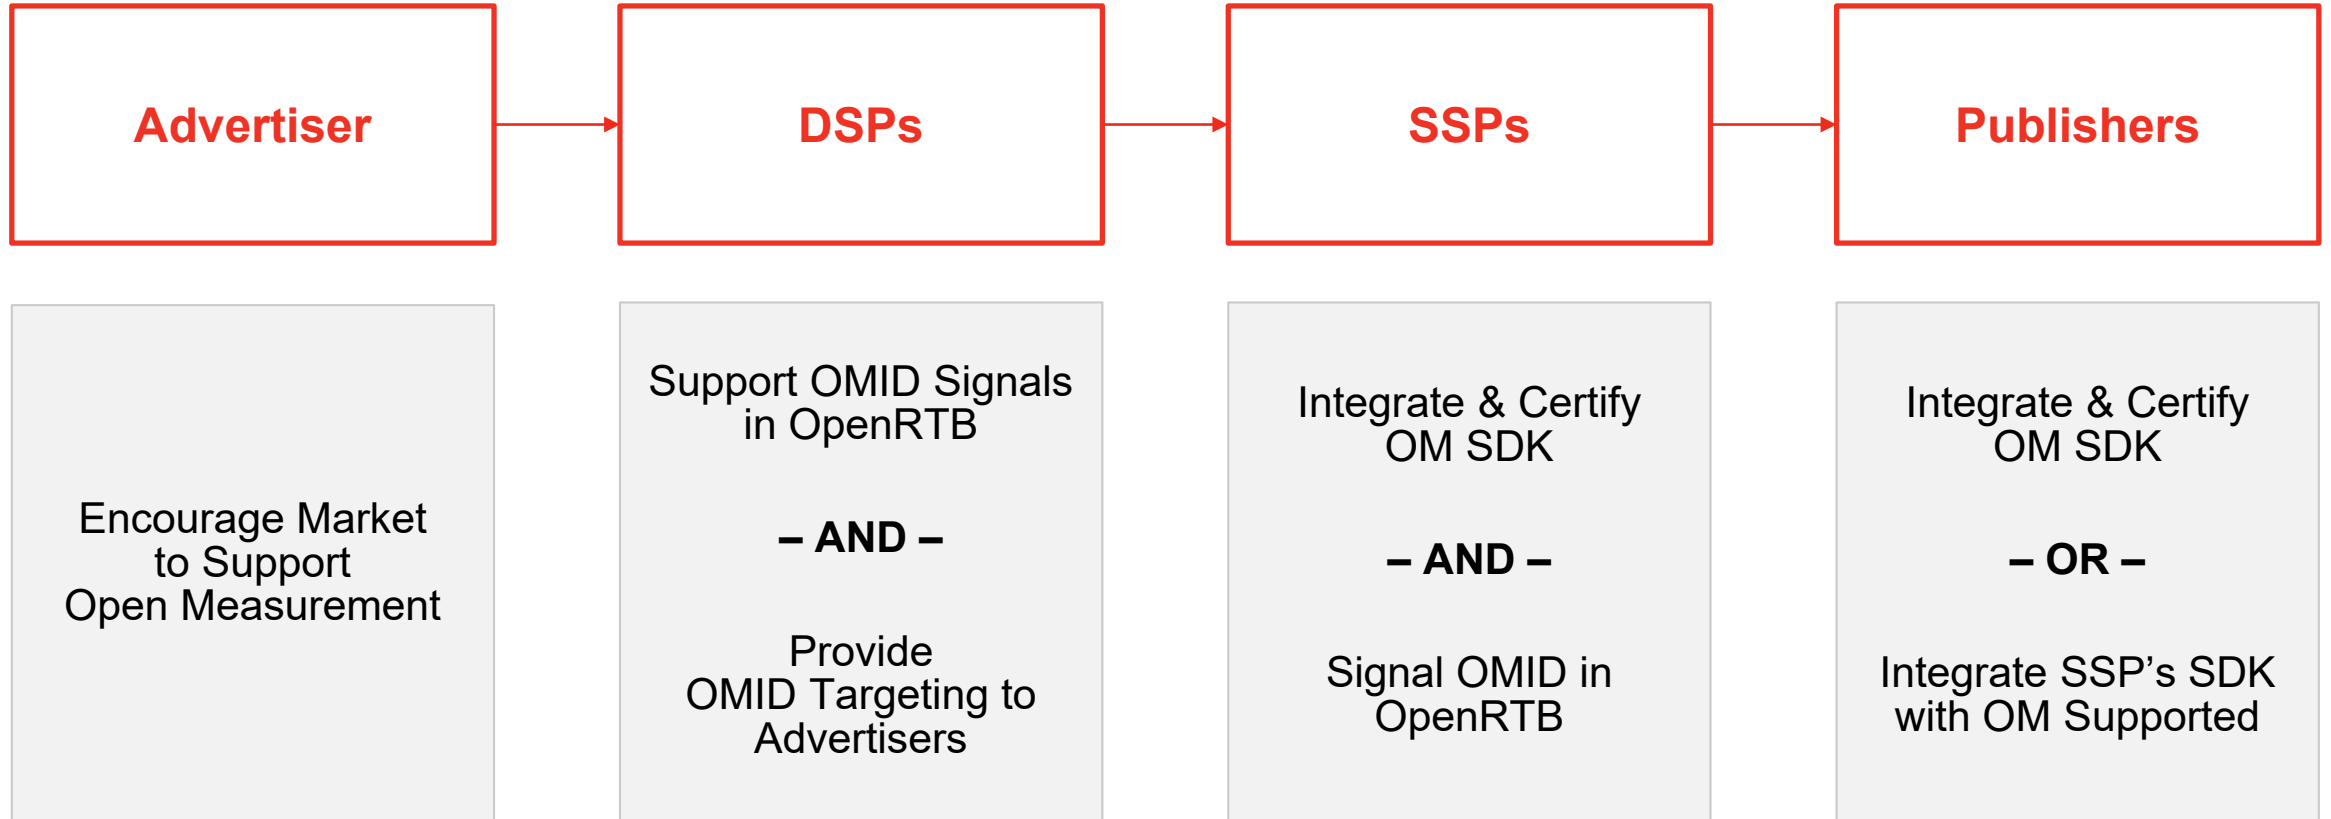 Advertiser
DSPs
SSPs
Publishers
Encourage Market
to Support
Open Measurement
Support OMID Signals
in OpenRTB
– AND –
Provide
OMID Targeting to
Advertisers
Integrate & Certify
OM SDK
– AND –
Signal OMID in
OpenRTB
Integrate & Certify
OM SDK
– OR –
Integrate SSP’s SDK
with OM Supported